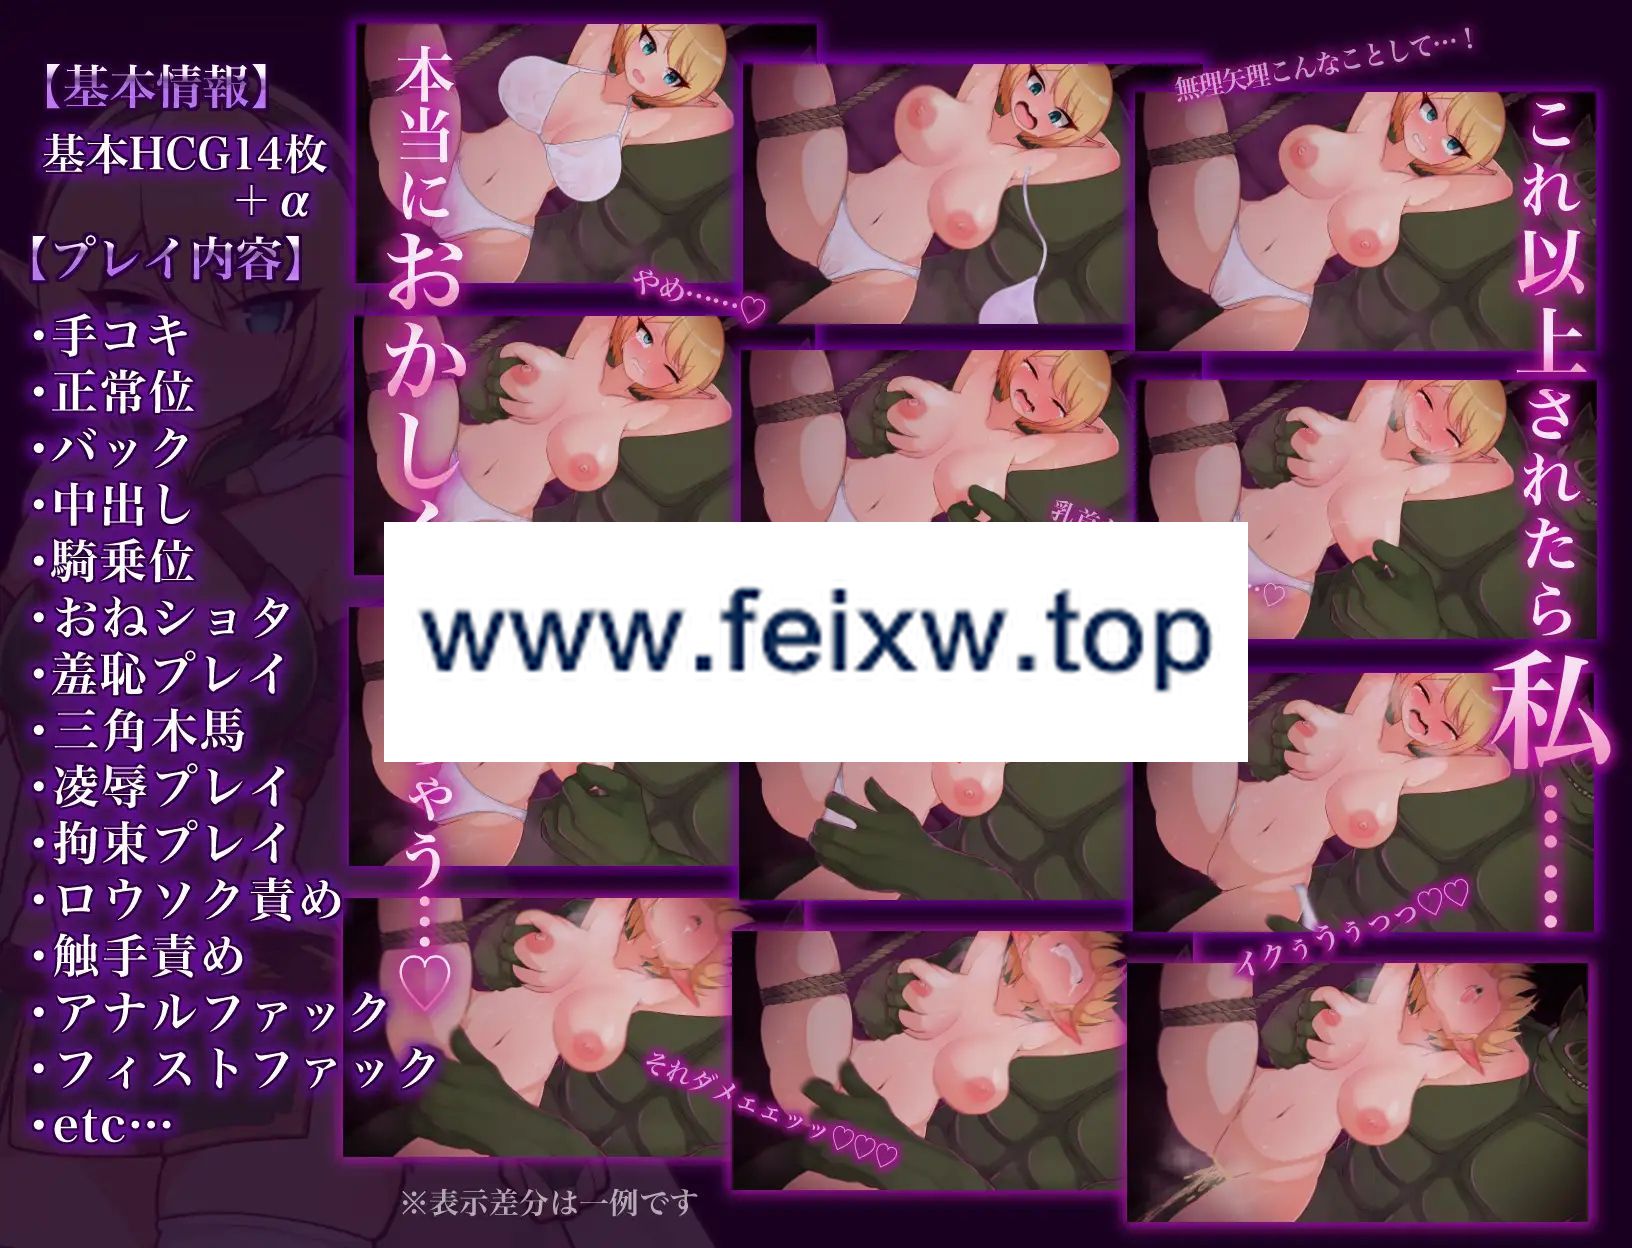 【基本情報】
基本HCG14枚
＋α
【プレイ内容】
・手コキ
・正常位
・バック
・中出し
・騎乗位
・おねショタ
・羞恥プレイ
・三角木馬
・凌辱プレイ
・拘束プレイ
・ロウソク責め
・触手責め
・アナルファック
・フィストファック
・etc…
無理矢理こんなことして…！
これ以上されたら私………
本当におかしく
ゃう…♡
やめ……♡
www.feixw.top
イクぅううぅっっ♡♡
それダメェェッッ♡♡♡
※表示差分は一例です